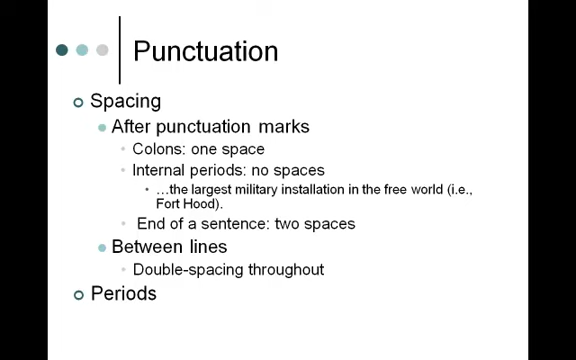 Punctuation
Spacing
After punctuation marks
Colons: one space
Internal periods: no spaces
…the largest military installation in the free world (i.e.,
Fort Hood).
End of a sentence: two spaces
Between lines
Double-spacing throughout
Periods